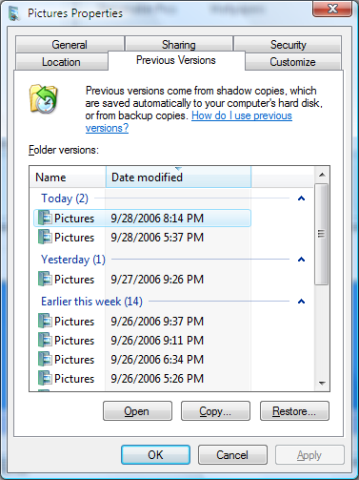 Pictures Properties
General Sharing Security
Location Previous Versions Customize
Previous versions come from shadow copies, which
are saved automatically to your computer's hard disk,
or from backup copies. How do I use previous
versions?
Folder versions:
Name Date modified
Today (2)
Pictures 9/28/2006 8:14 PM
Pictures 9/28/2006 5:37 PM
Yesterday (1)
Pictures 9/27/2006 9:26 PM
Earlier this week (14)
Pictures 9/26/2006 9:37 PM
Pictures 9/26/2006 9:11 PM
Pictures 9/26/2006 6:34 PM
Pictures 9/26/2006 5:26 PM
Open Copy... Restore...
OK Cancel Apply